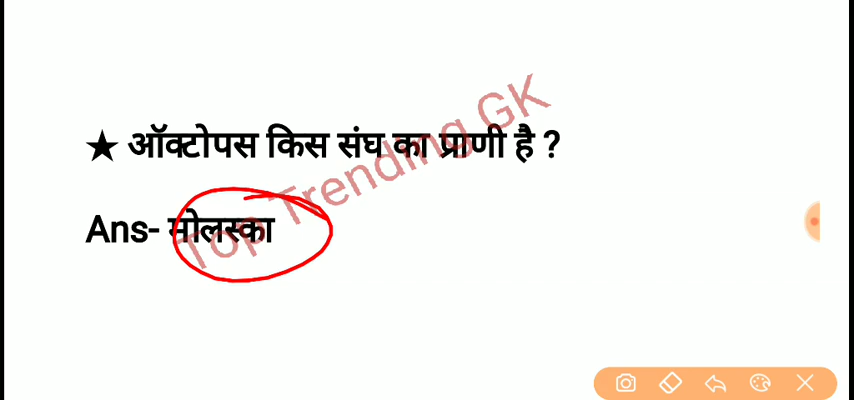 ★ ऑक्टोपस किस संघ का प्राणी है ?
Ans- मोलस्का
Top Trending GK